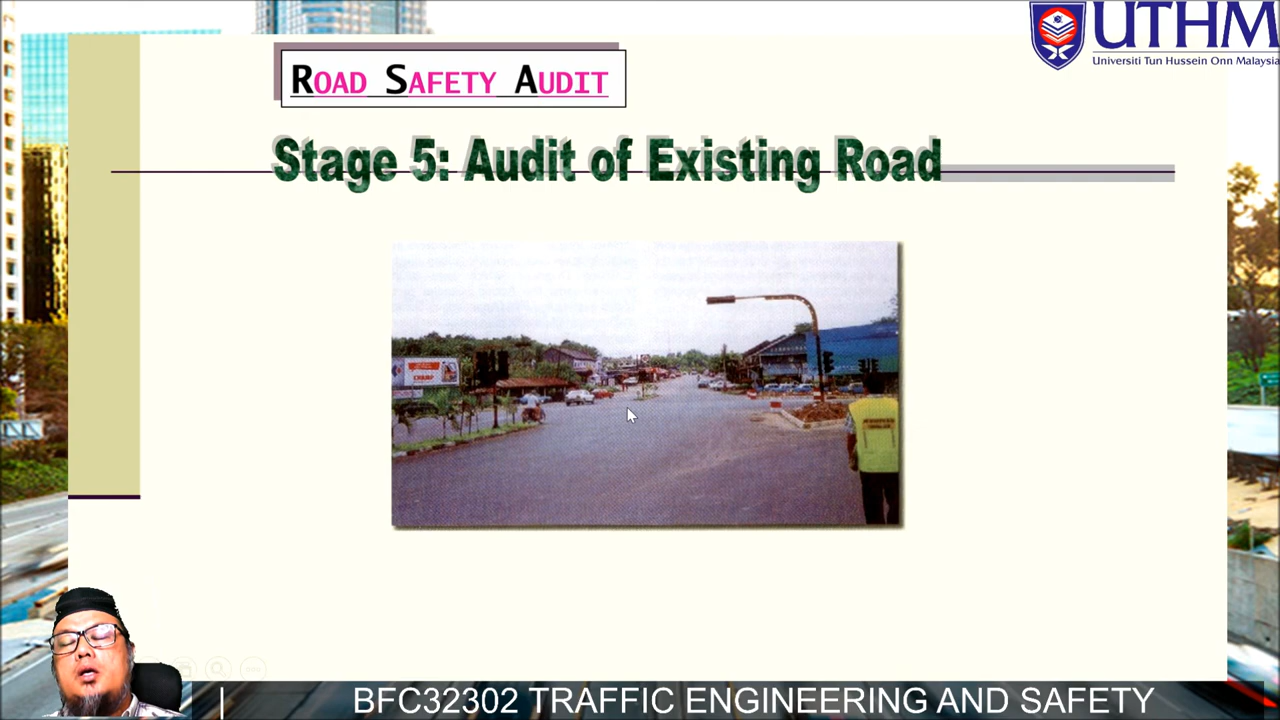 UTHM
Universiti Tun Hussein Onn Malaysia
ROAD SAFETY AUDIT
Stage 5: Audit of Existing Road
BFC32302 TRAFFIC ENGINEERING AND SAFETY